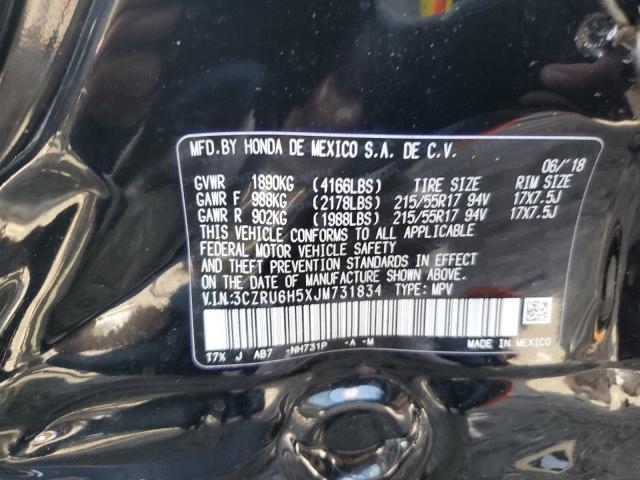 MFD.BY HONDA DE MEXICO S.A. DE C.V.
06/'18
GVWR 1890KG (4166LBS) TIRE SIZE RIM SIZE
GAWR F 988KG (2178LBS) 215/55R17 94V 17X7.5J
GAWR R 902KG (1988LBS) 215/55R17 94V 17X7.5J
THIS VEHICLE CONFORMS TO ALL APPLICABLE
FEDERAL MOTOR VEHICLE SAFETY
AND THEFT PREVENTION STANDARDS IN EFFECT
ON THE DATE OF MANUFACTURE SHOWN ABOVE.
V.I.N.:3CZRU6H5XJM731834 TYPE: MPV
T7X J AB7 -NH731P -A -M
MADE IN MEXICO